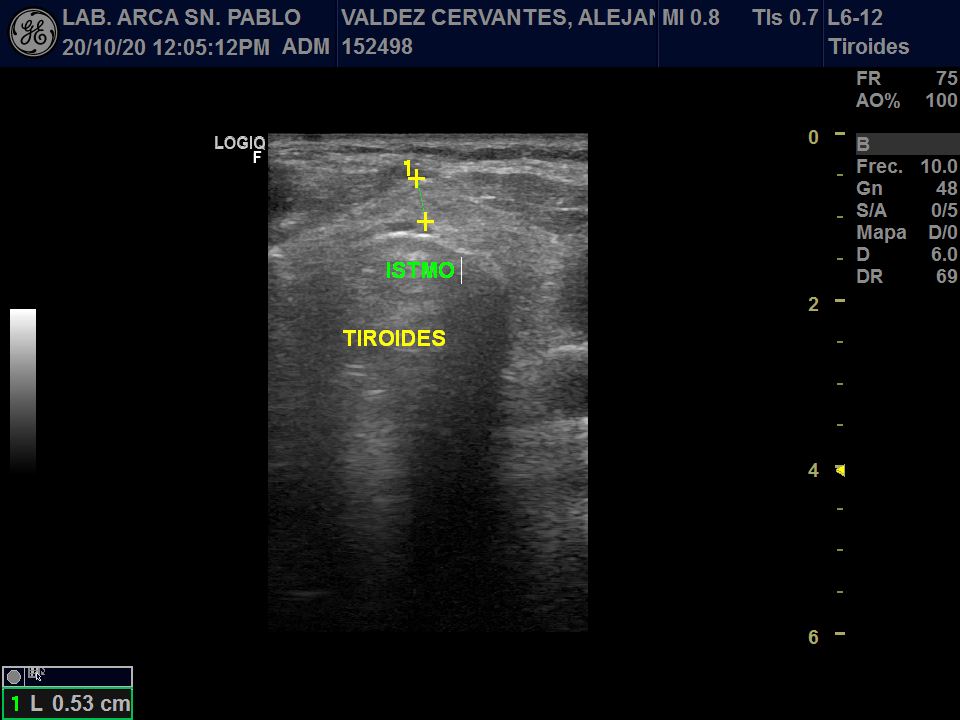 LAB. ARCA SN. PABLO
20/10/20 12:05:12PM ADM
VALDEZ CERVANTES, ALEJAN
152498
MI 0.8 TIs 0.7
L6-12
Tiroides
FR 75
AO% 100
B
Frec. 10.0
Gn 48
S/A 0/5
Mapa D/0
D 6.0
DR 69
LOGIQ
F
1
ISTMO
TIROIDES
0
2
4
6
1 L 0.53 cm